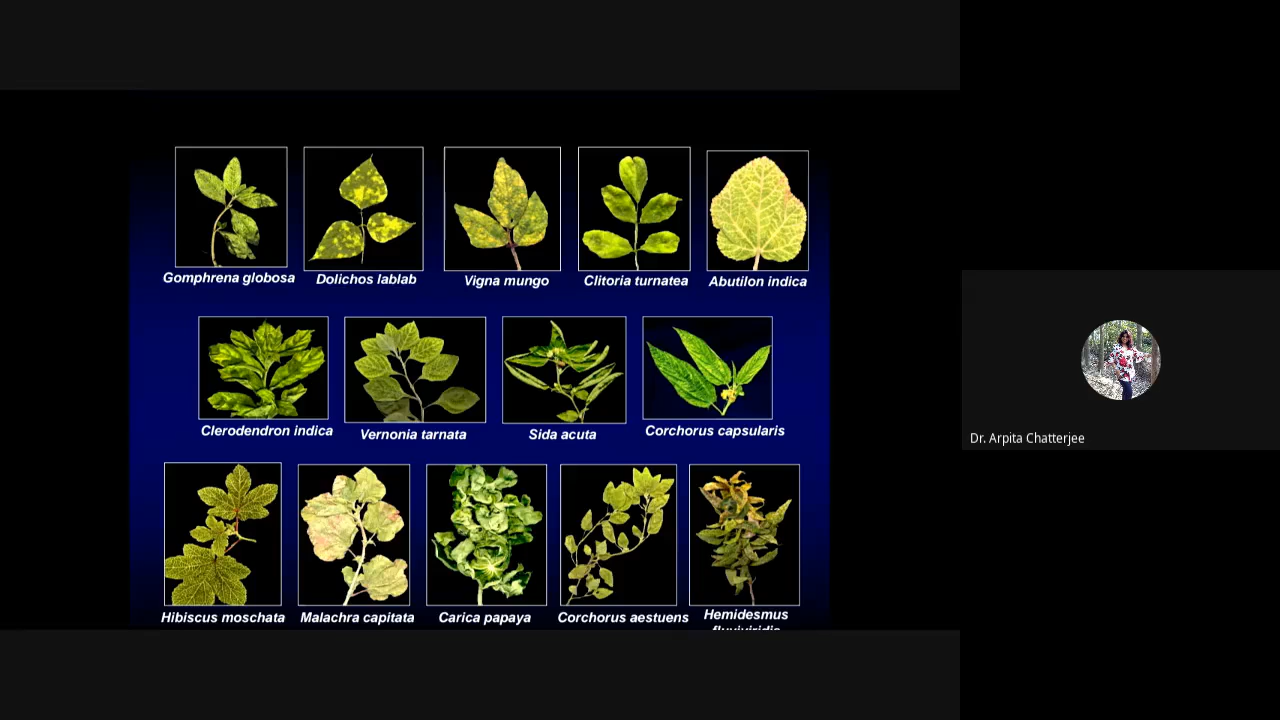 Gomphrena globosa
Dolichos lablab
Vigna mungo
Clitoria turnatea
Abutilon indica
Clerodendron indica
Vernonia tarnata
Sida acuta
Corchorus capsularis
Hibiscus moschata
Malachra capitata
Carica papaya
Corchorus aestuens
Hemidesmus
Dr. Arpita Chatterjee